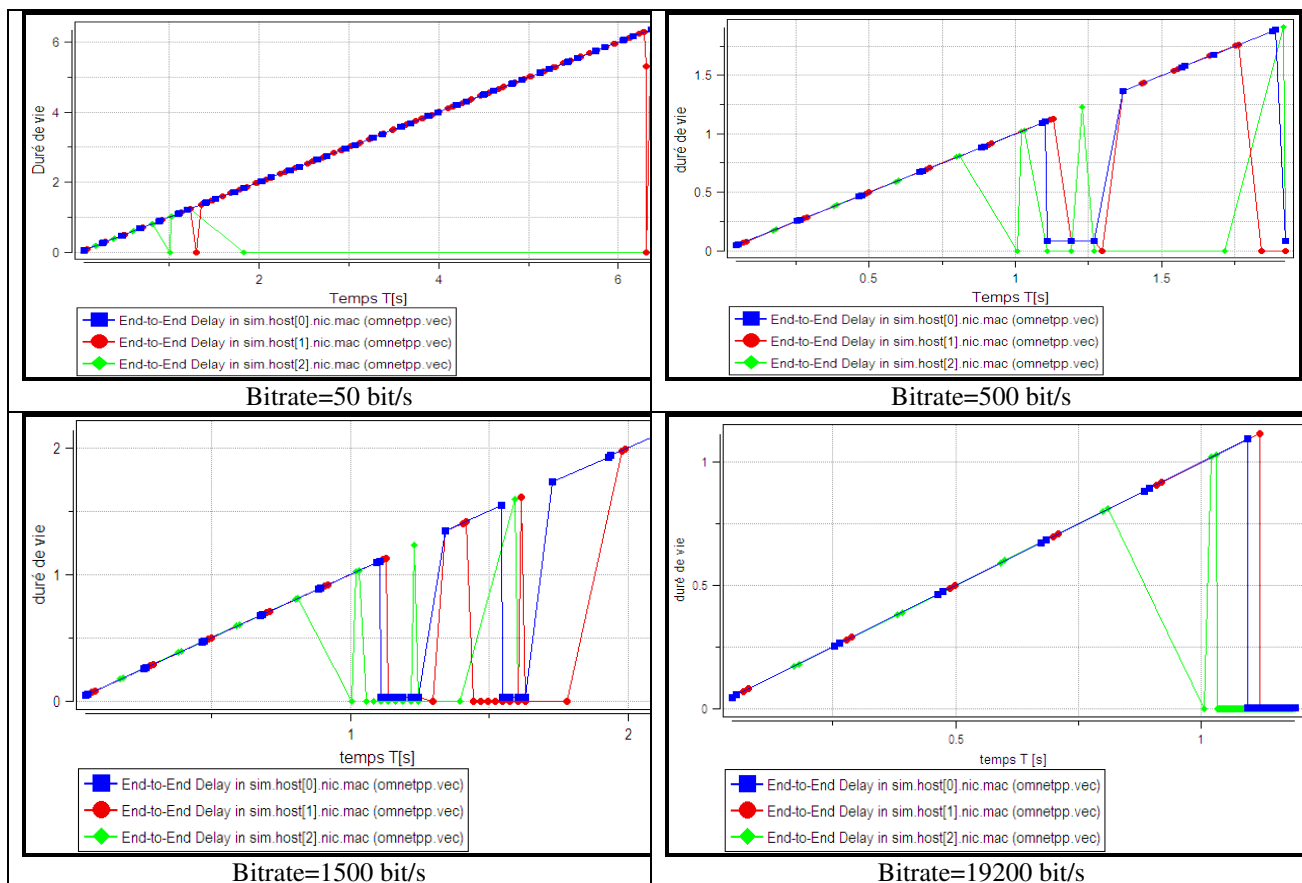 Duré de vie
6
4
2
0
2
4
6
Temps T[s]
End-to-End Delay in sim.host[0].nic.mac (omnetpp.vec)
End-to-End Delay in sim.host[1].nic.mac (omnetpp.vec)
End-to-End Delay in sim.host[2].nic.mac (omnetpp.vec)
Bitrate=50 bit/s
duré de vie
1.5
1
0.5
0
0.5
1
1.5
Temps T[s]
End-to-End Delay in sim.host[0].nic.mac (omnetpp.vec)
End-to-End Delay in sim.host[1].nic.mac (omnetpp.vec)
End-to-End Delay in sim.host[2].nic.mac (omnetpp.vec)
Bitrate=500 bit/s
duré de vie
2
1
0
1
2
temps T[s]
End-to-End Delay in sim.host[0].nic.mac (omnetpp.vec)
End-to-End Delay in sim.host[1].nic.mac (omnetpp.vec)
End-to-End Delay in sim.host[2].nic.mac (omnetpp.vec)
Bitrate=1500 bit/s
duré de vie
1
0.5
0
0.5
1
temps T [s]
End-to-End Delay in sim.host[0].nic.mac (omnetpp.vec)
End-to-End Delay in sim.host[1].nic.mac (omnetpp.vec)
End-to-End Delay in sim.host[2].nic.mac (omnetpp.vec)
Bitrate=19200 bit/s